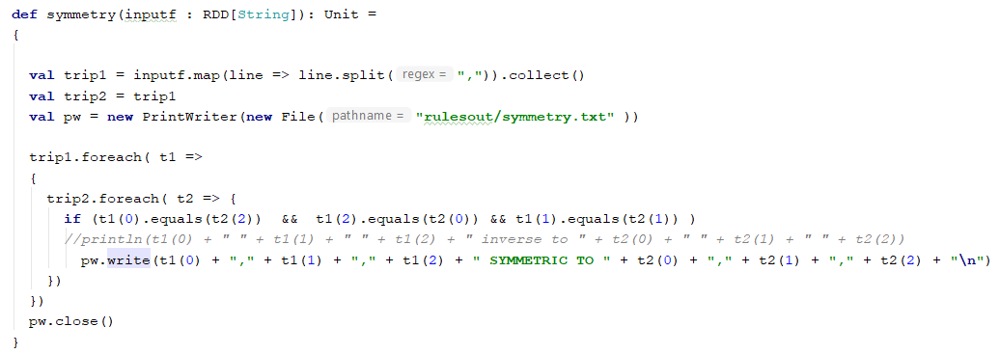 def symmetry(inputf : RDD[String]): Unit =
{
val trip1 = inputf.map(line => line.split( regex = ",")).collect()
val trip2 = trip1
val pw = new PrintWriter(new File( pathname = "rulesout/symmetry.txt" ))
trip1.foreach( t1 =>
{
trip2.foreach( t2 => {
if (t1(0).equals(t2(2))  &&  t1(2).equals(t2(0)) && t1(1).equals(t2(1)) )
//println(t1(0) + " " + t1(1) + " " + t1(2) + " inverse to " + t2(0) + " " + t2(1) + " " + t2(2))
pw.write(t1(0) + "," + t1(1) + "," + t1(2) + " SYMMETRIC TO " + t2(0) + "," + t2(1) + "," + t2(2) + "\n")
})
})
pw.close()
}